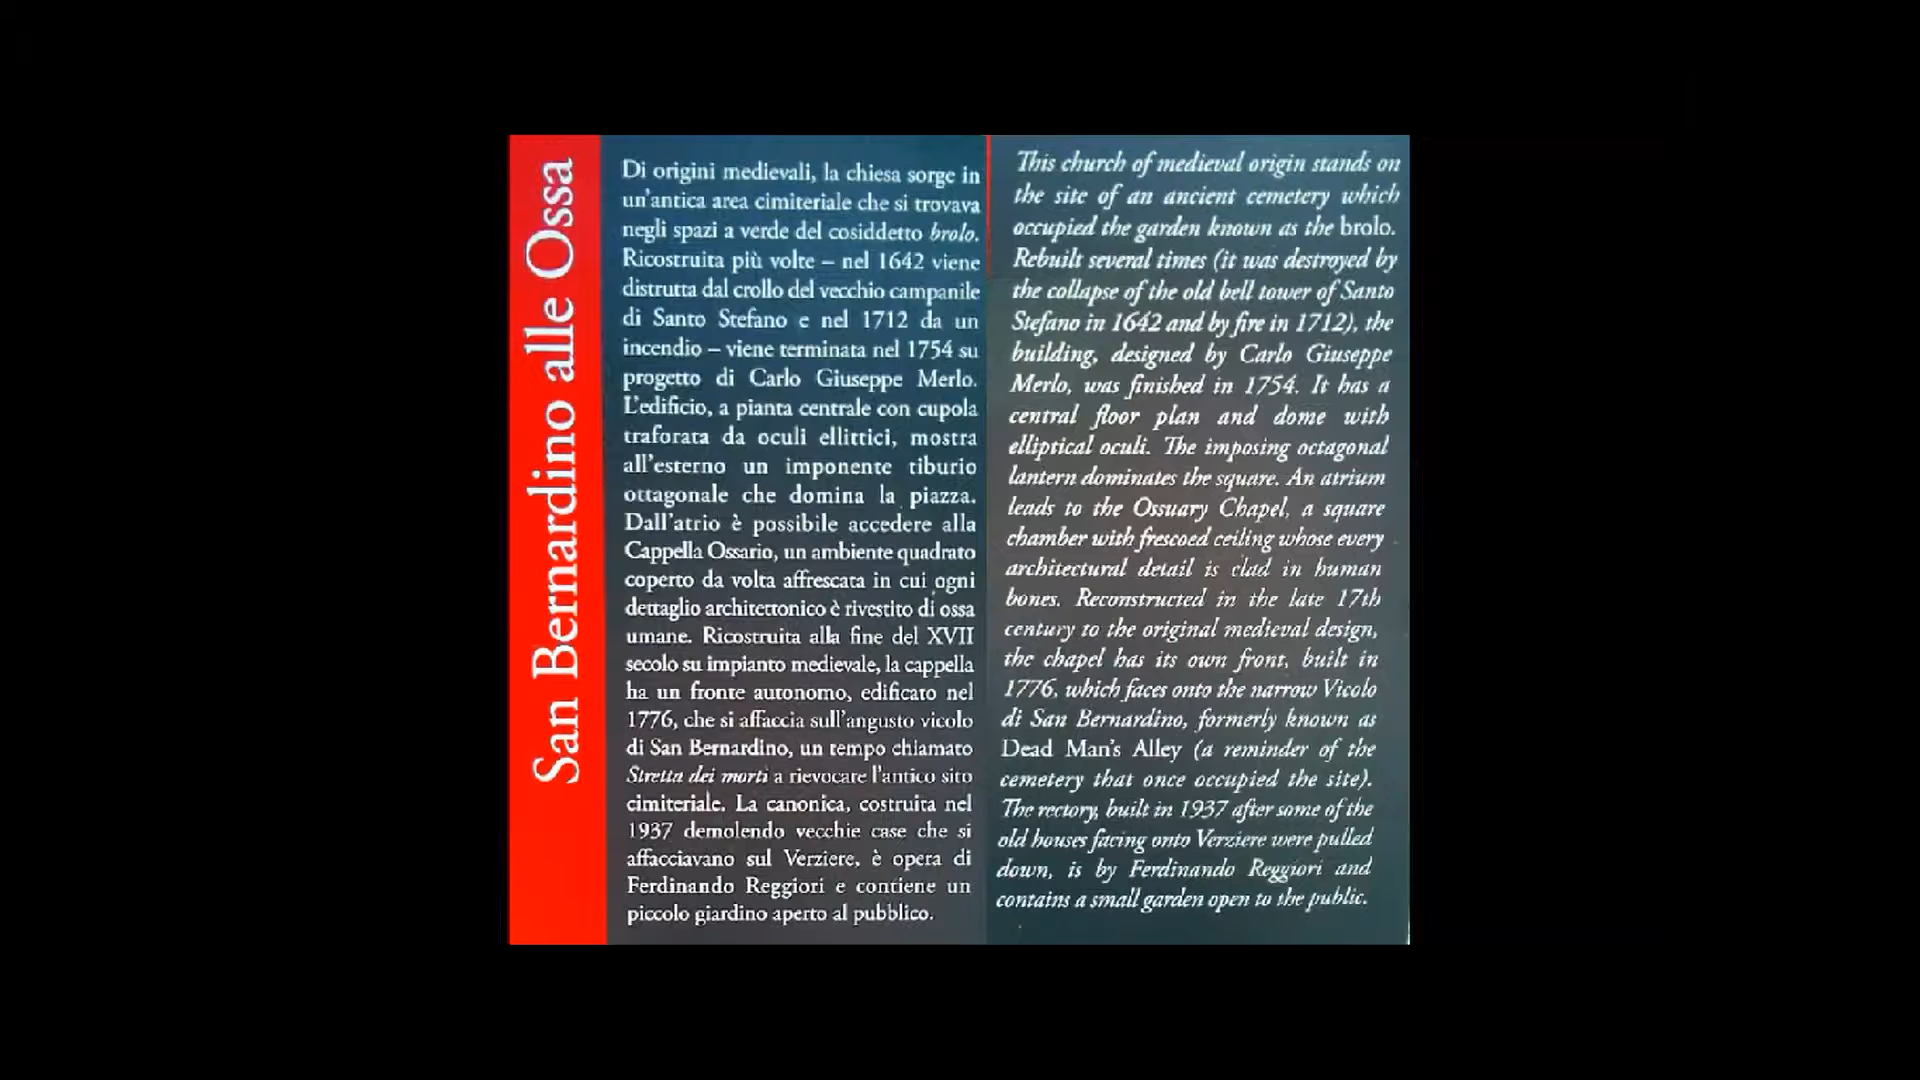 San Bernardino alle Ossa
Di origini medievali, la chiesa sorge in
un'antica area cimiteriale che si trovava
negli spazi a verde del cosiddetto brolo.
Ricostruita più volte – nel 1642 viene
distrutta dal crollo del vecchio campanile
di Santo Stefano e nel 1712 da un
incendio – viene terminata nel 1754 su
progetto di Carlo Giuseppe Merlo.
L'edificio, a pianta centrale con cupola
traforata da oculi ellittici, mostra
all'esterno un imponente tiburio
ottagonale che domina la piazza.
Dall'atrio è possibile accedere alla
Cappella Ossario, un ambiente quadrato
coperto da volta affrescata in cui ogni
dettaglio architettonico è rivestito di ossa
umane. Ricostruita alla fine del XVII
secolo su impianto medievale, la cappella
ha un fronte autonomo, edificato nel
1776, che si affaccia sull'angusto vicolo
di San Bernardino, un tempo chiamato
Stretta dei morti a rievocare l'antico sito
cimiteriale. La canonica, costruita nel
1937 demolendo vecchie case che si
affacciavano sul Verziere, è opera di
Ferdinando Reggiori e contiene un
piccolo giardino aperto al pubblico.
This church of medieval origin stands on
the site of an ancient cemetery which
occupied the garden known as the brolo.
Rebuilt several times (it was destroyed by
the collapse of the old bell tower of Santo
Stefano in 1642 and by fire in 1712), the
building, designed by Carlo Giuseppe
Merlo, was finished in 1754. It has a
central floor plan and dome with
elliptical oculi. The imposing octagonal
lantern dominates the square. An atrium
leads to the Ossuary Chapel, a square
chamber with frescoed ceiling whose every
architectural detail is clad in human
bones. Reconstructed in the late 17th
century to the original medieval design,
the chapel has its own front, built in
1776, which faces onto the narrow Vicolo
di San Bernardino, formerly known as
Dead Man's Alley (a reminder of the
cemetery that once occupied the site).
The rectory, built in 1937 after some of the
old houses facing onto Verziere were pulled
down, is by Ferdinando Reggiori and
contains a small garden open to the public.